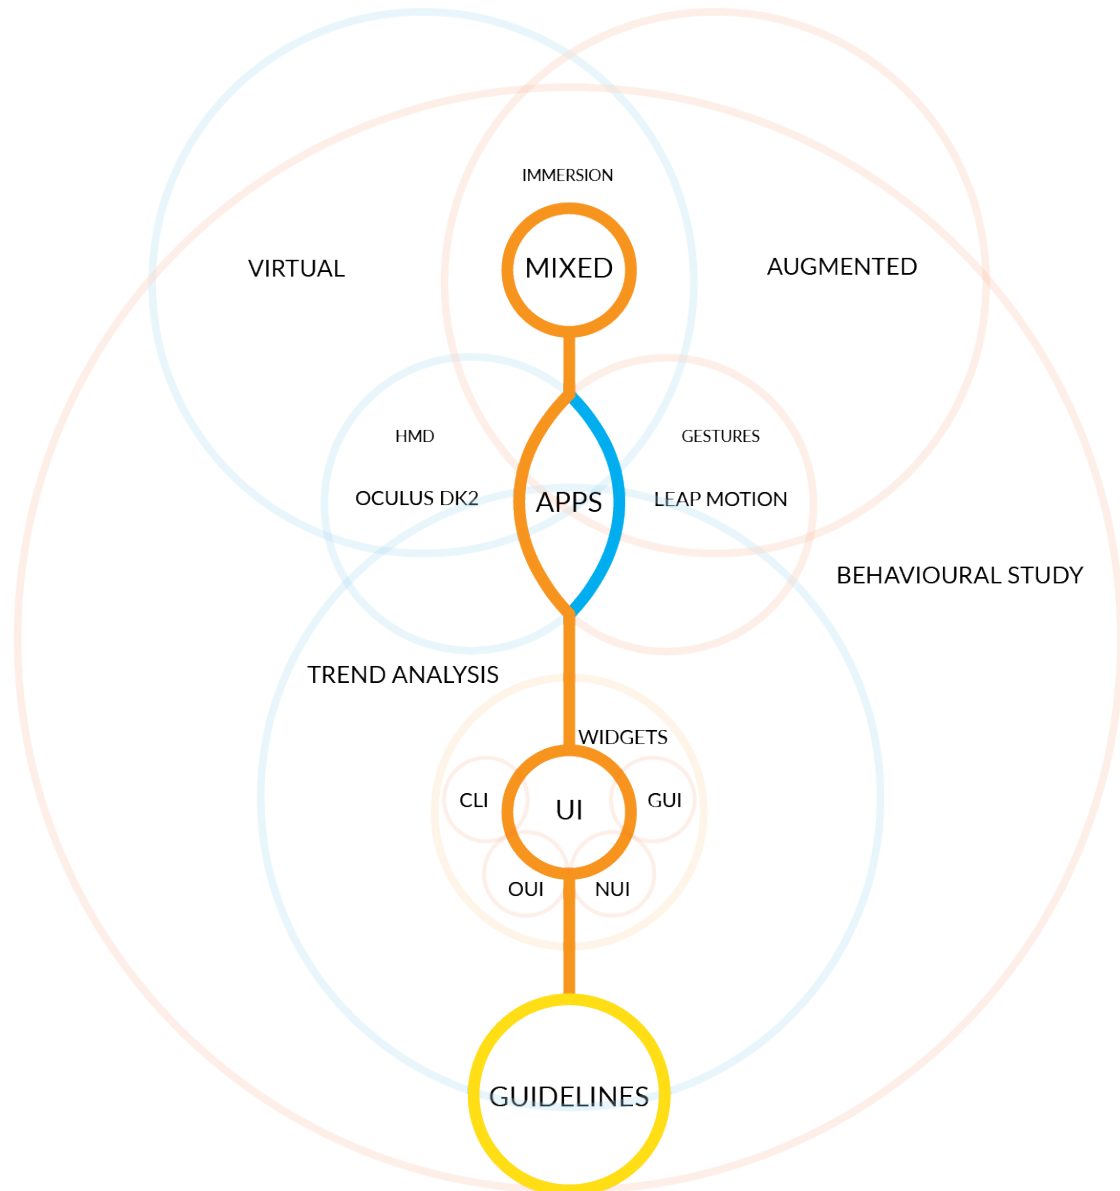 IMMERSION
VIRTUAL
MIXED
AUGMENTED
HMD
GESTURES
OCULUS DK2
APPS
LEAP MOTION
BEHAVIOURAL STUDY
TREND ANALYSIS
WIDGETS
CLI
UI
GUI
OUI
NUI
GUIDELINES